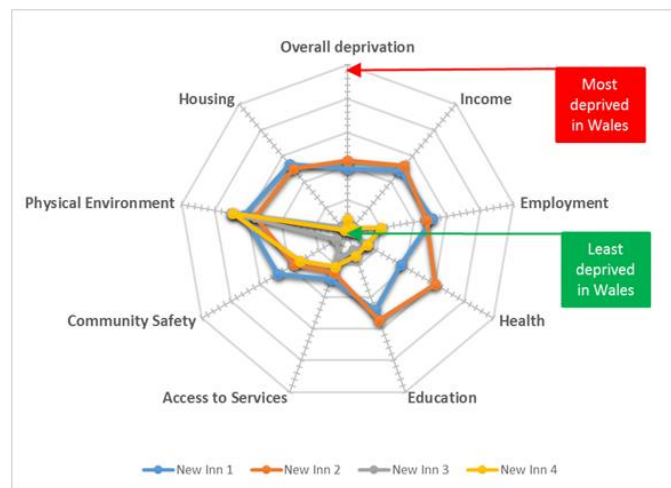 Overall deprivation
Most
deprived
in Wales
Housing
Income
Physical Environment
Employment
Least
deprived
in Wales
Community Safety
Health
Access to Services
Education
New Inn 1
New Inn 2
New Inn 3
New Inn 4